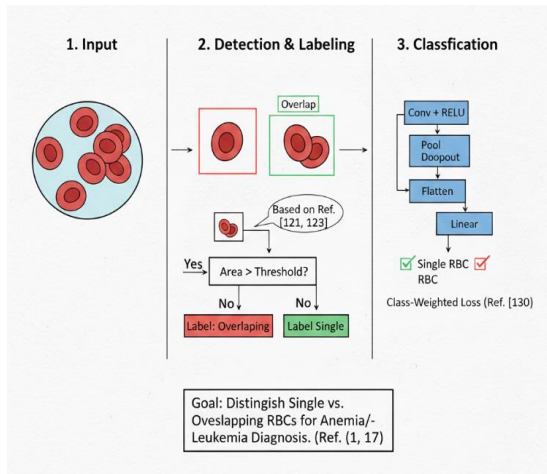 1. Input
2. Detection & Labeling
3. Classfication
Overlap
Based on Ref.
[121, 123]
Yes
Area > Threshold?
No
No
Label: Overlaping
Label Single
Conv + RELU
Pool
Doopout
Flatten
Linear
Single RBC
RBC
Class-Weighted Loss (Ref. [130)
Goal: Distingish Single vs.
Oveslapping RBCs for Anemia/-
Leukemia Diagnosis. (Ref. (1, 17)